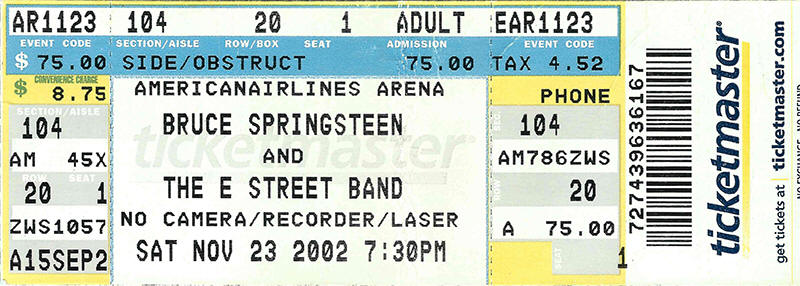 AR1123 104 20 1 ADULT EAR1123
EVENT CODE SECTION/AISLE ROW/BOX SEAT ADMISSION EVENT CODE
$ 75.00 SIDE/OBSTRUCT 75.00 TAX 4.52
$ CONVENIENCE CHARGE
8.75
SECTION/AISLE
104
AM 45X
ROW SEAT
20 1
ZWS1057
A15SEP2
AMERICANAIRLINES ARENA
BRUCE SPRINGSTEEN
ticketmaster
AND
THE E STREET BAND
NO CAMERA/RECORDER/LASER
SAT NOV 23 2002 7:30PM
PHONE
SEC.
104
AM786ZWS
20
A 75.00
SEAT
1
727439636167
ticketmaster
get tickets at ticketmaster.com